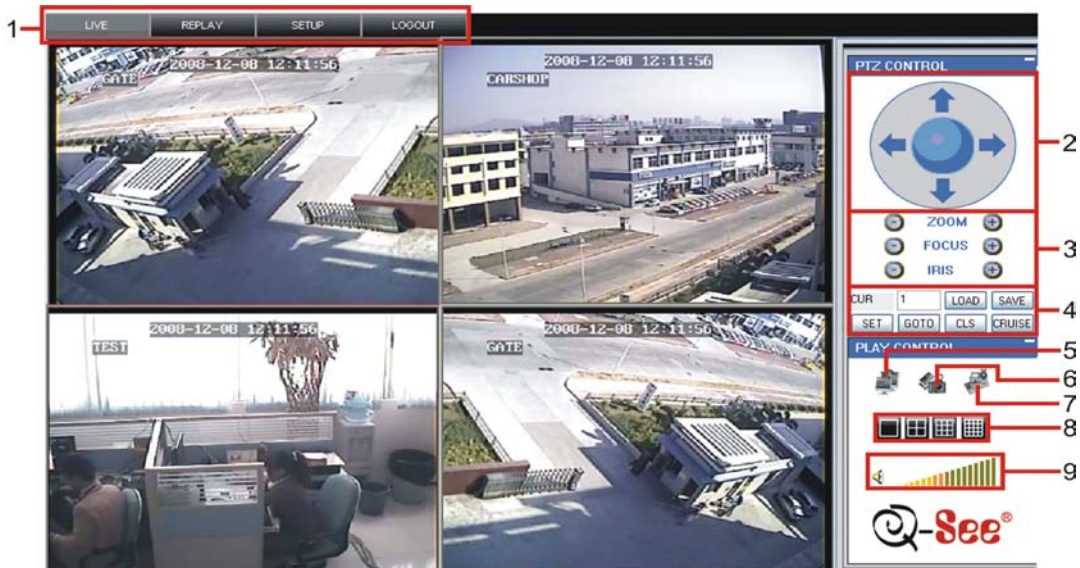 1
LIVE REPLAY SETUP LOGOUT
2008-12-08 12:11:56
GATE
2008-12-08 12:11:56
CARSHOP
2008-12-08 12:11:56
TEST
2008-12-08 12:11:56
GATE
PTZ CONTROL
2
- ZOOM +
- FOCUS +
- IRIS +
3
CUR 1 LOAD SAVE
SET GOTO CLS CRUISE
4
PLAY CONTROL
5
6
7
8
9
Q-See®